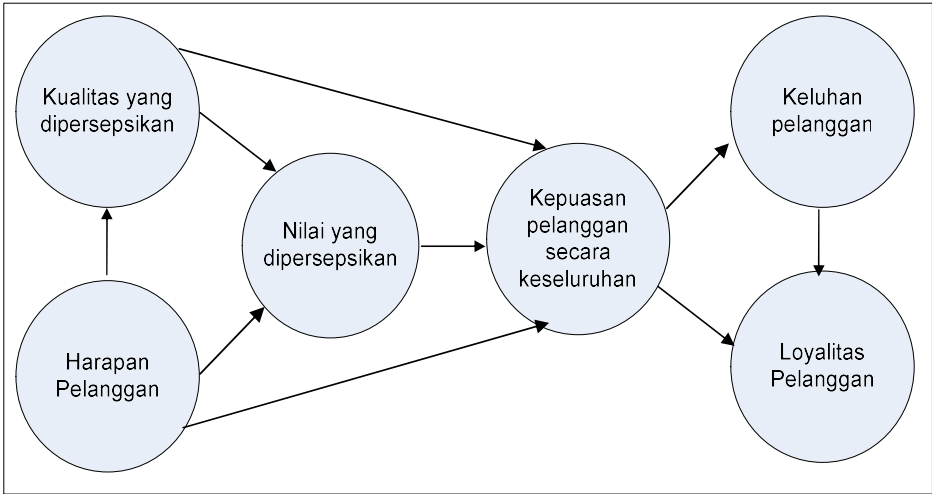 Kualitas yang
dipersepsikan
Nilai yang
dipersepsikan
Harapan
Pelanggan
Kepuasan
pelanggan
secara
keseluruhan
Keluhan
pelanggan
Loyalitas
Pelanggan